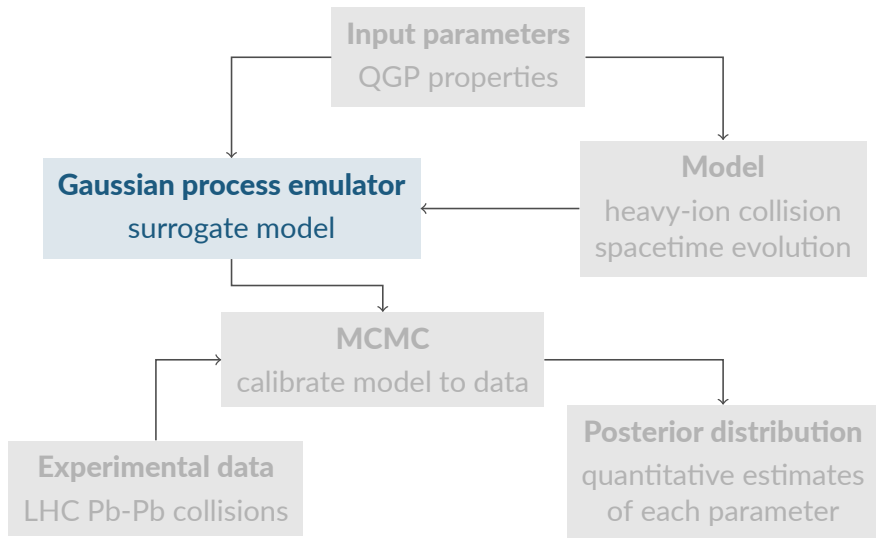 Input parameters
QGP properties
Gaussian process emulator
surrogate model
Model
heavy-ion collision
spacetime evolution
MCMC
calibrate model to data
Experimental data
LHC Pb-Pb collisions
Posterior distribution
quantitative estimates
of each parameter